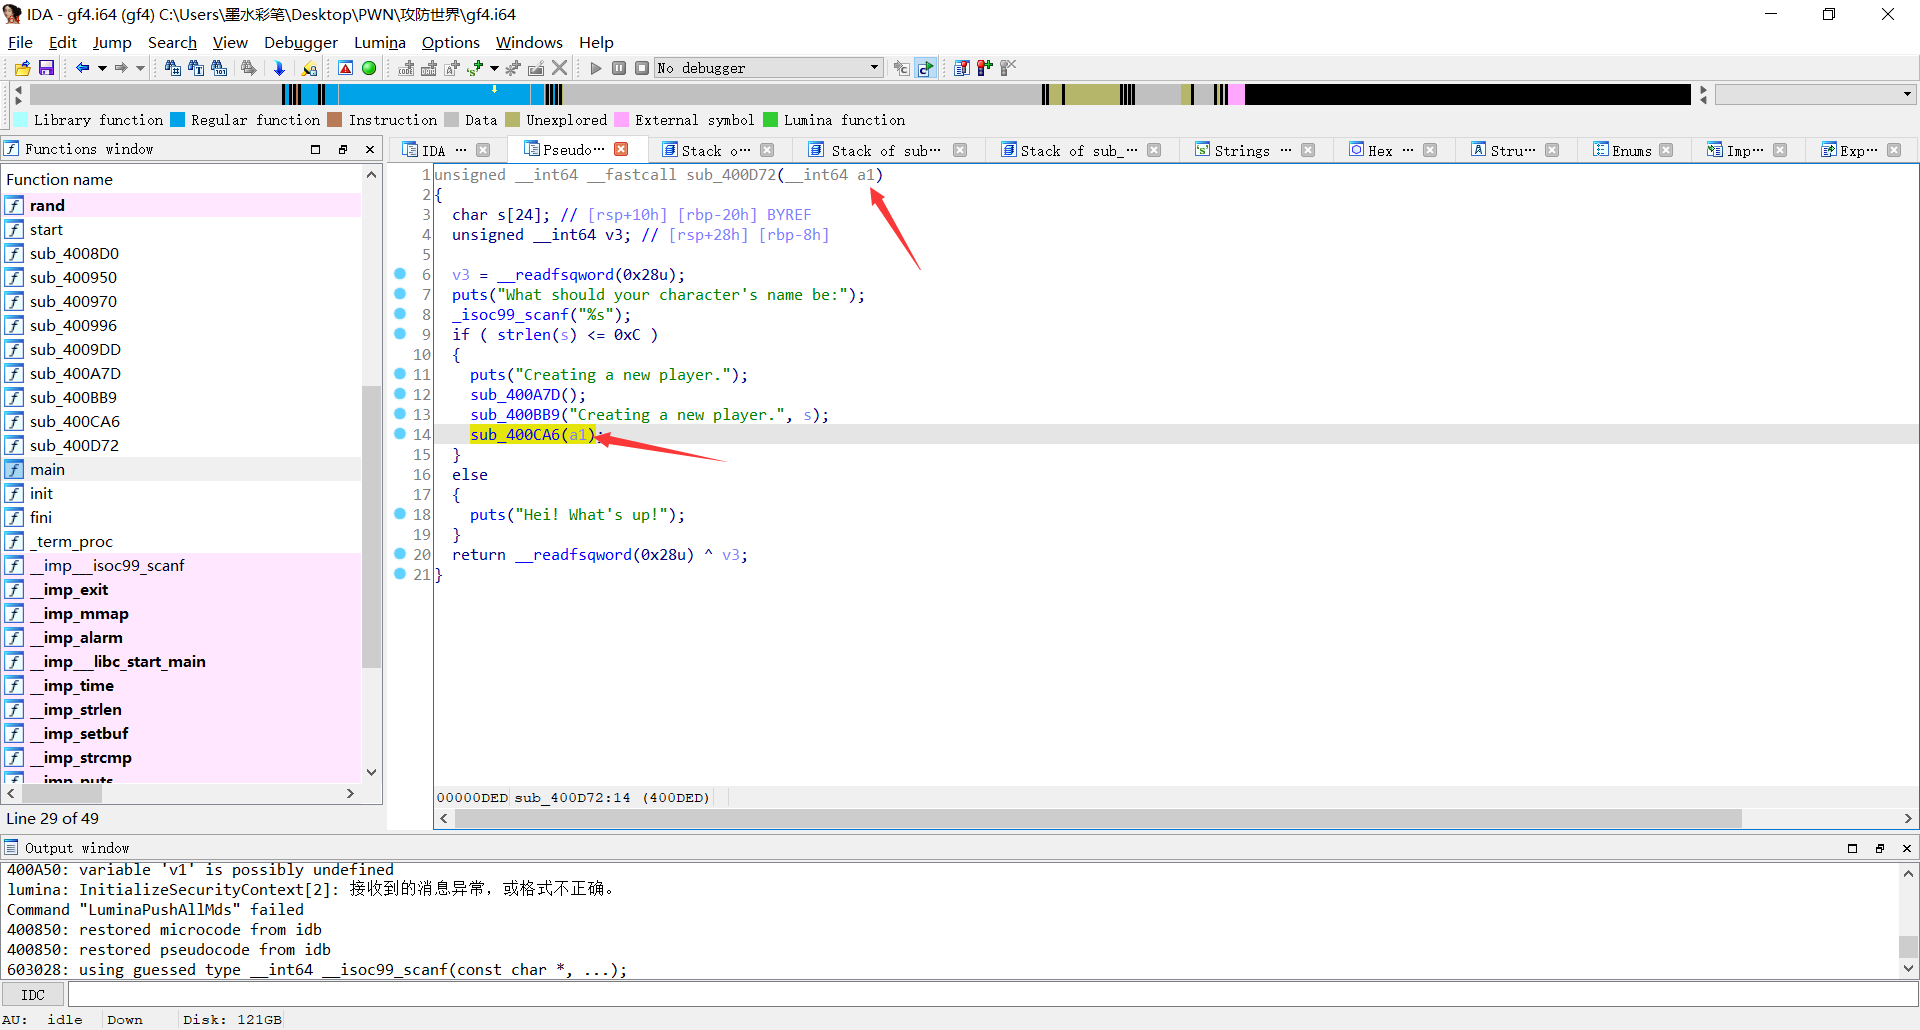 IDA - gf4.i64 (gf4) C:\Users\墨水彩笔\Desktop\PWN\攻防世界\gf4.i64
File Edit Jump Search View Debugger Lumina Options Windows Help
No debugger
Library function Regular function Instruction Data Unexplored External symbol Lumina function
Functions window
IDA ··· Pseudo··· Stack o··· Stack of sub··· Stack of sub_··· Strings ··· Hex ··· Stru··· Enums Imp··· Exp···
Function name
rand
start
sub_4008D0
sub_400950
sub_400970
sub_400996
sub_4009DD
sub_400A7D
sub_400BB9
sub_400CA6
sub_400D72
main
init
fini
_term_proc
__imp___isoc99_scanf
__imp_exit
__imp_mmap
__imp_alarm
__imp___libc_start_main
__imp_time
__imp_strlen
__imp_setbuf
__imp_strcmp
__imp_puts
Line 29 of 49
1 unsigned __int64 __fastcall sub_400D72(__int64 a1)
2 {
3 char s[24]; // [rsp+10h] [rbp-20h] BYREF
4 unsigned __int64 v3; // [rsp+28h] [rbp-8h]
5
6 v3 = __readfsqword(0x28u);
7 puts("What should your character's name be:");
8 _isoc99_scanf("%s");
9 if ( strlen(s) <= 0xC )
10 {
11 puts("Creating a new player.");
12 sub_400A7D();
13 sub_400BB9("Creating a new player.", s);
14 sub_400CA6(a1);
15 }
16 else
17 {
18 puts("Hei! What's up!");
19 }
20 return __readfsqword(0x28u) ^ v3;
21 }
00000DED sub_400D72:14 (400DED)
Output window
400A50: variable 'v1' is possibly undefined
lumina: InitializeSecurityContext[2]: 接收到的消息异常，或格式不正确。
Command "LuminaPushAllMds" failed
400850: restored microcode from idb
400850: restored pseudocode from idb
603028: using guessed type __int64 __isoc99_scanf(const char *, ...);
IDC
AU: idle Down Disk: 121GB